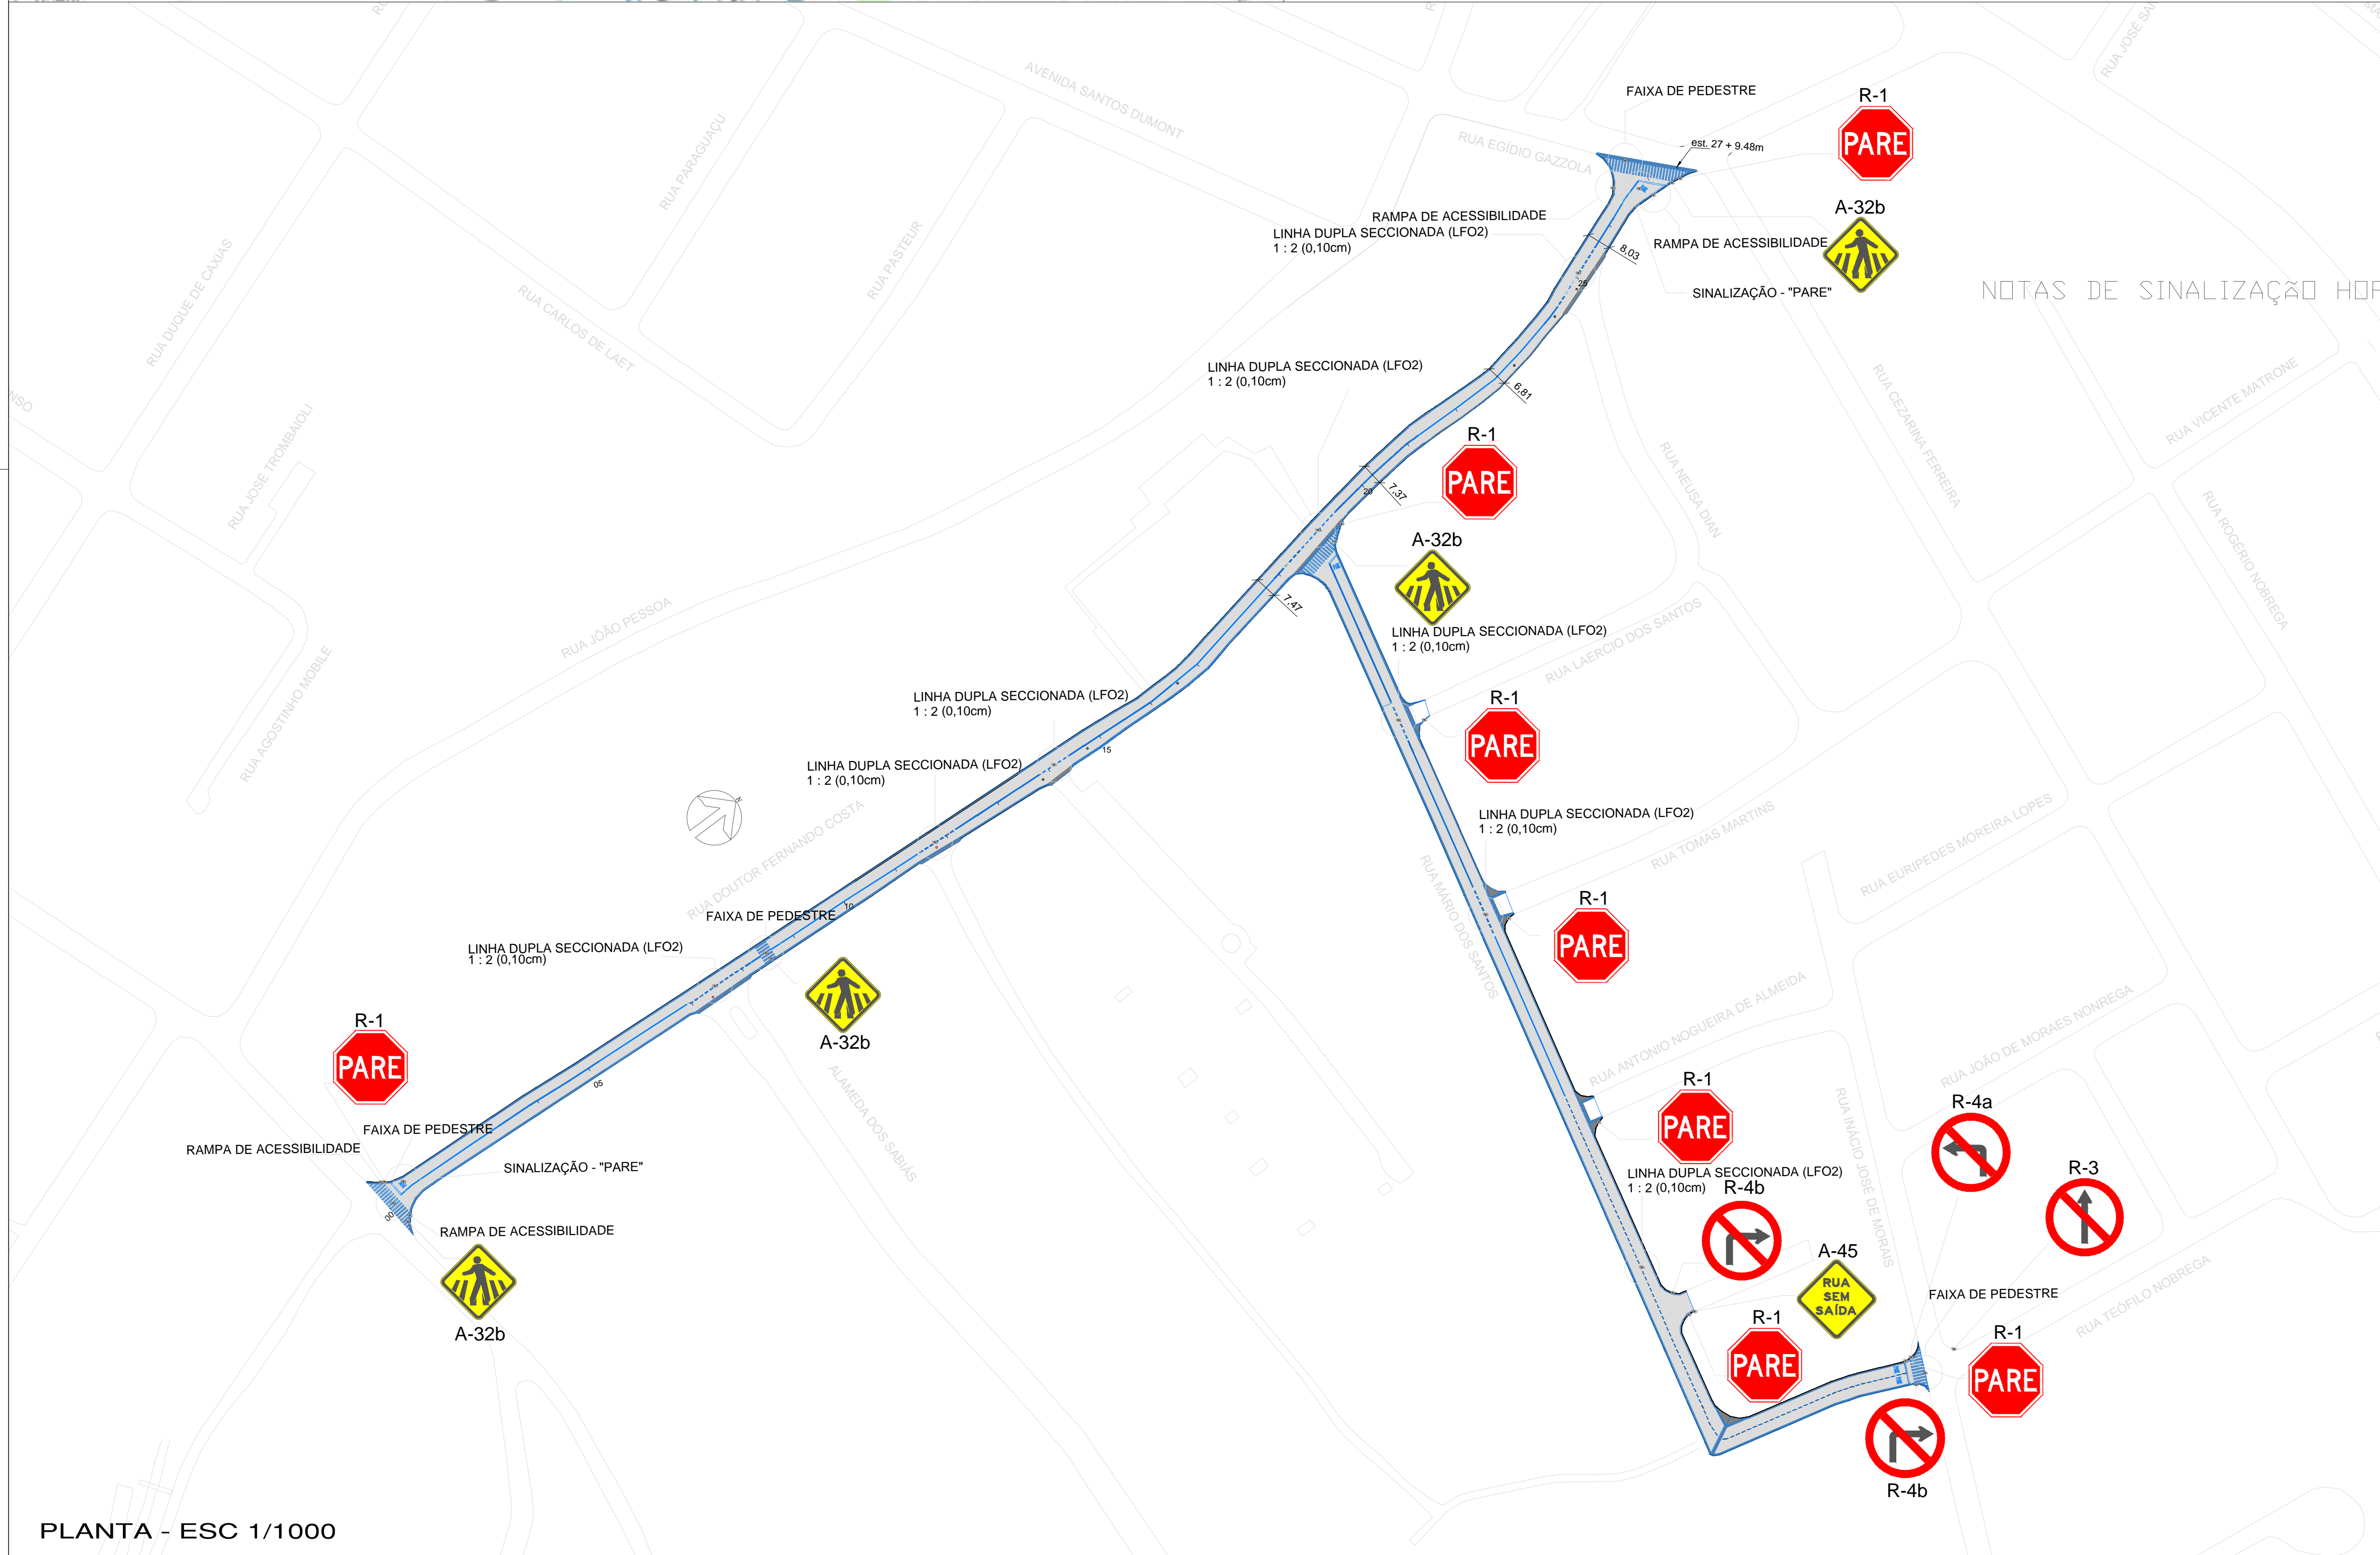 AVENIDA SANTOS DUMONT
FAIXA DE PEDESTRE
R-1
PARE
RUA PARAGUAÇU
RUA EGÍDIO GAZZOLA
est. 27 + 9.48m
A-32b
RAMPA DE ACESSIBILIDADE
LINHA DUPLA SECCIONADA (LFO2)
1 : 2 (0,10cm)
RAMPA DE ACESSIBILIDADE
8,03
25
SINALIZAÇÃO - "PARE"
RUA DUQUE DE CAXIAS
RUA PASTEUR
RUA CARLOS DE LAET
LINHA DUPLA SECCIONADA (LFO2)
1 : 2 (0,10cm)
6,81
RUA CEZARINA FERREIRA
RUA VICENTE MATRONE
RUA JOSÉ TROMBAIOLI
R-1
PARE
RUA NEUSA DIAN
20
7,37
RUA ROGÉRIO NOBREGA
A-32b
7,47
RUA JOÃO PESSOA
LINHA DUPLA SECCIONADA (LFO2)
1 : 2 (0,10cm)
RUA LAERCIO DOS SANTOS
RUA AGOSTINHO MOBILE
LINHA DUPLA SECCIONADA (LFO2)
1 : 2 (0,10cm)
R-1
PARE
15
LINHA DUPLA SECCIONADA (LFO2)
1 : 2 (0,10cm)
N
RUA DOUTOR FERNANDO COSTA
LINHA DUPLA SECCIONADA (LFO2)
1 : 2 (0,10cm)
RUA TOMAS MARTINS
RUA EURIPEDES MOREIRA LOPES
RUA MÁRIO DOS SANTOS
10
FAIXA DE PEDESTRE
R-1
PARE
LINHA DUPLA SECCIONADA (LFO2)
1 : 2 (0,10cm)
A-32b
RUA ANTONIO NOGUEIRA DE ALMEIDA
RUA JOÃO DE MORAES NONREGA
R-1
PARE
05
ALAMEDA DOS SABIÁS
R-1
PARE
RUA INÁCIO JOSÉ DE MORAIS
R-4a
FAIXA DE PEDESTRE
RAMPA DE ACESSIBILIDADE
SINALIZAÇÃO - "PARE"
LINHA DUPLA SECCIONADA (LFO2)
1 : 2 (0,10cm)
R-4b
R-3
00
RAMPA DE ACESSIBILIDADE
A-32b
A-45
RUA
SEM
SAÍDA
FAIXA DE PEDESTRE
RUA TEÓFILO NOBREGA
R-1
PARE
R-1
PARE
R-4b
PLANTA - ESC 1/1000
NOTAS DE SINALIZAÇÃO